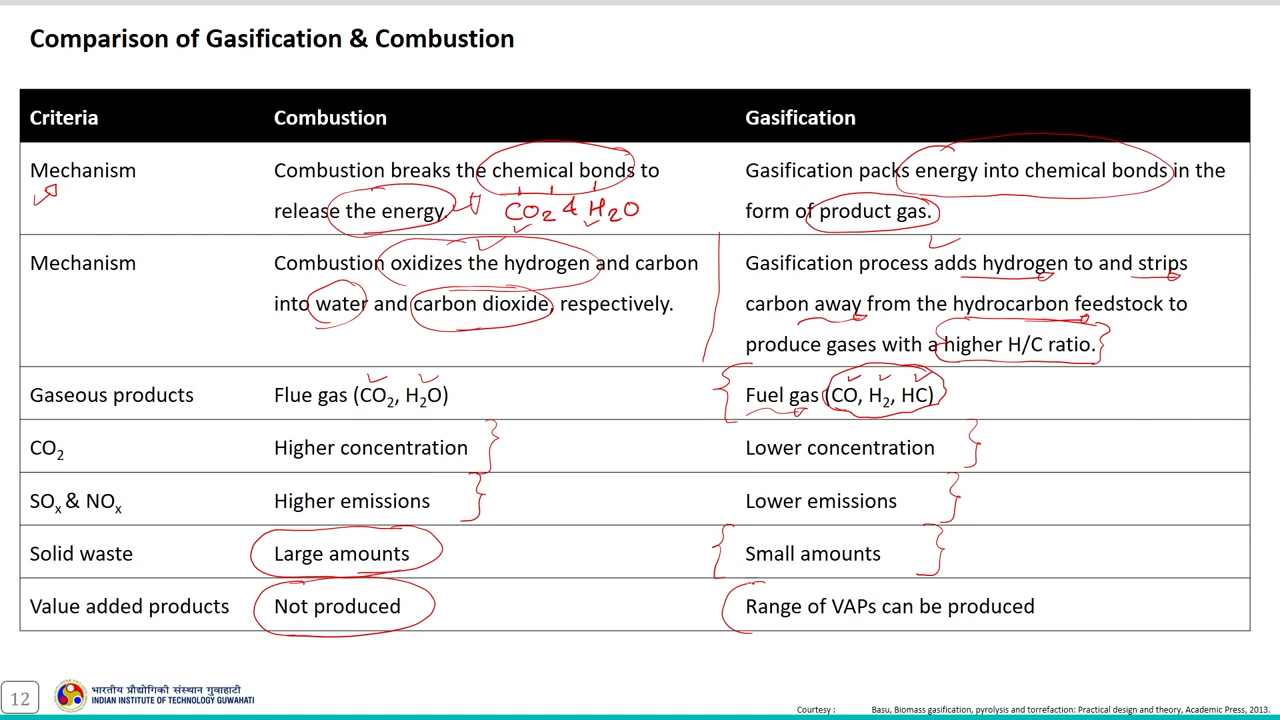 Comparison of Gasification & Combustion
Criteria Combustion Gasification
Mechanism Combustion breaks the chemical bonds to Gasification packs energy into chemical bonds in the
release the energy. CO2 & H2O form of product gas.
Mechanism Combustion oxidizes the hydrogen and carbon Gasification process adds hydrogen to and strips
into water and carbon dioxide, respectively. carbon away from the hydrocarbon feedstock to
produce gases with a higher H/C ratio.
Gaseous products Flue gas (CO2, H2O) Fuel gas (CO, H2, HC)
CO2 Higher concentration Lower concentration
SOx & NOx Higher emissions Lower emissions
Solid waste Large amounts Small amounts
Value added products Not produced Range of VAPs can be produced
12
भारतीय प्रौद्योगिकी संस्थान गुवाहाटी
INDIAN INSTITUTE OF TECHNOLOGY GUWAHATI
Courtesy : Basu, Biomass gasification, pyrolysis and torrefaction: Practical design and theory, Academic Press, 2013.